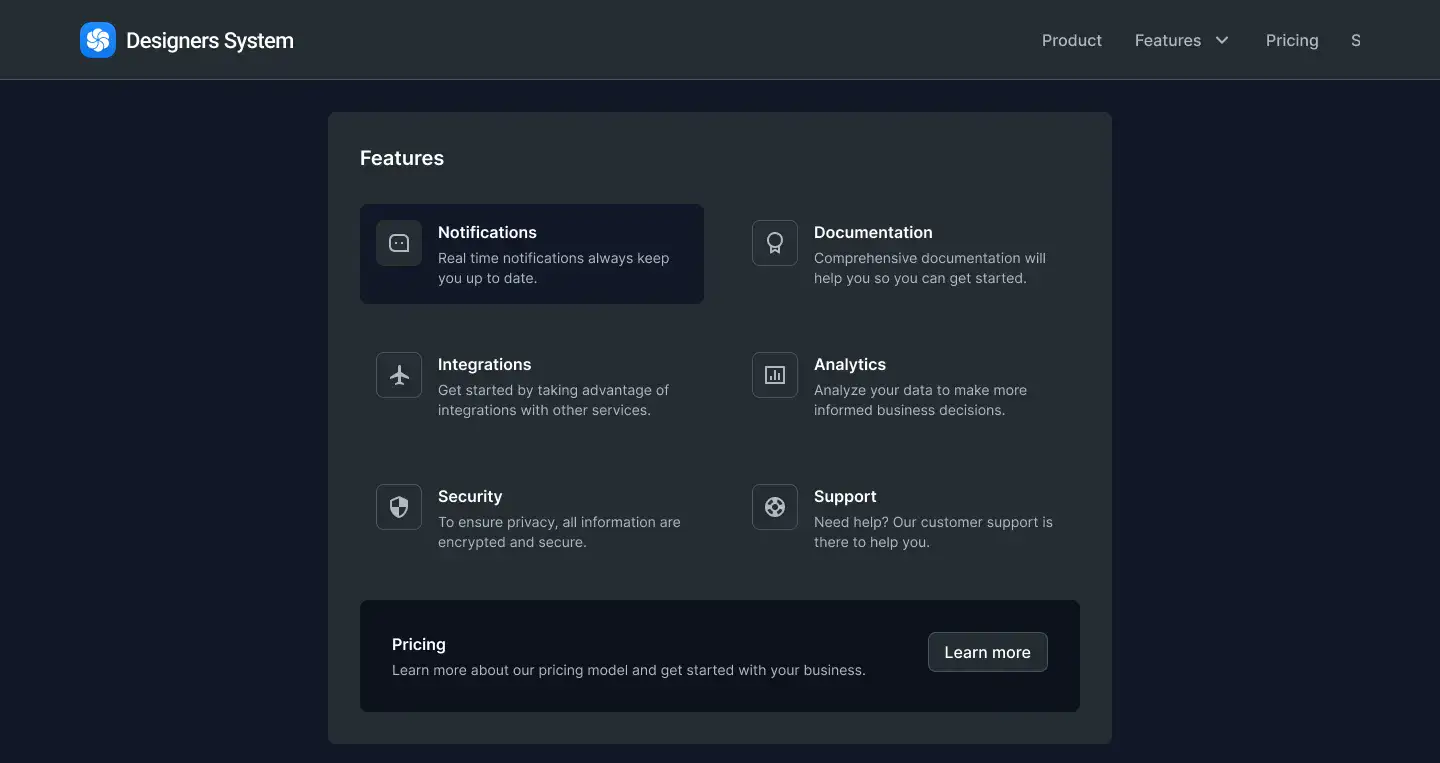 Designers System
Product
Features
Pricing
S
Features
Notifications
Real time notifications always keep
you up to date.
Documentation
Comprehensive documentation will
help you so you can get started.
Integrations
Get started by taking advantage of
integrations with other services.
Analytics
Analyze your data to make more
informed business decisions.
Security
To ensure privacy, all information are
encrypted and secure.
Support
Need help? Our customer support is
there to help you.
Pricing
Learn more about our pricing model and get started with your business.
Learn more